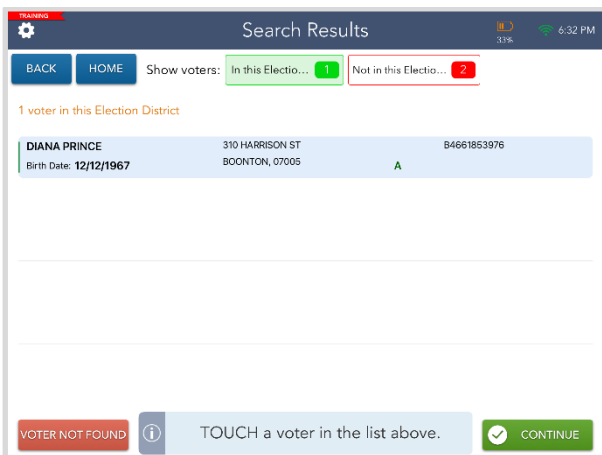 TRAINING
Search Results
33%
6:32 PM
BACK
HOME
Show voters:
In this Electio... 1
Not in this Electio... 2
1 voter in this Election District
DIANA PRINCE 310 HARRISON ST B4661853976
Birth Date: 12/12/1967 BOONTON, 07005 A
VOTER NOT FOUND
i
TOUCH a voter in the list above.
CONTINUE